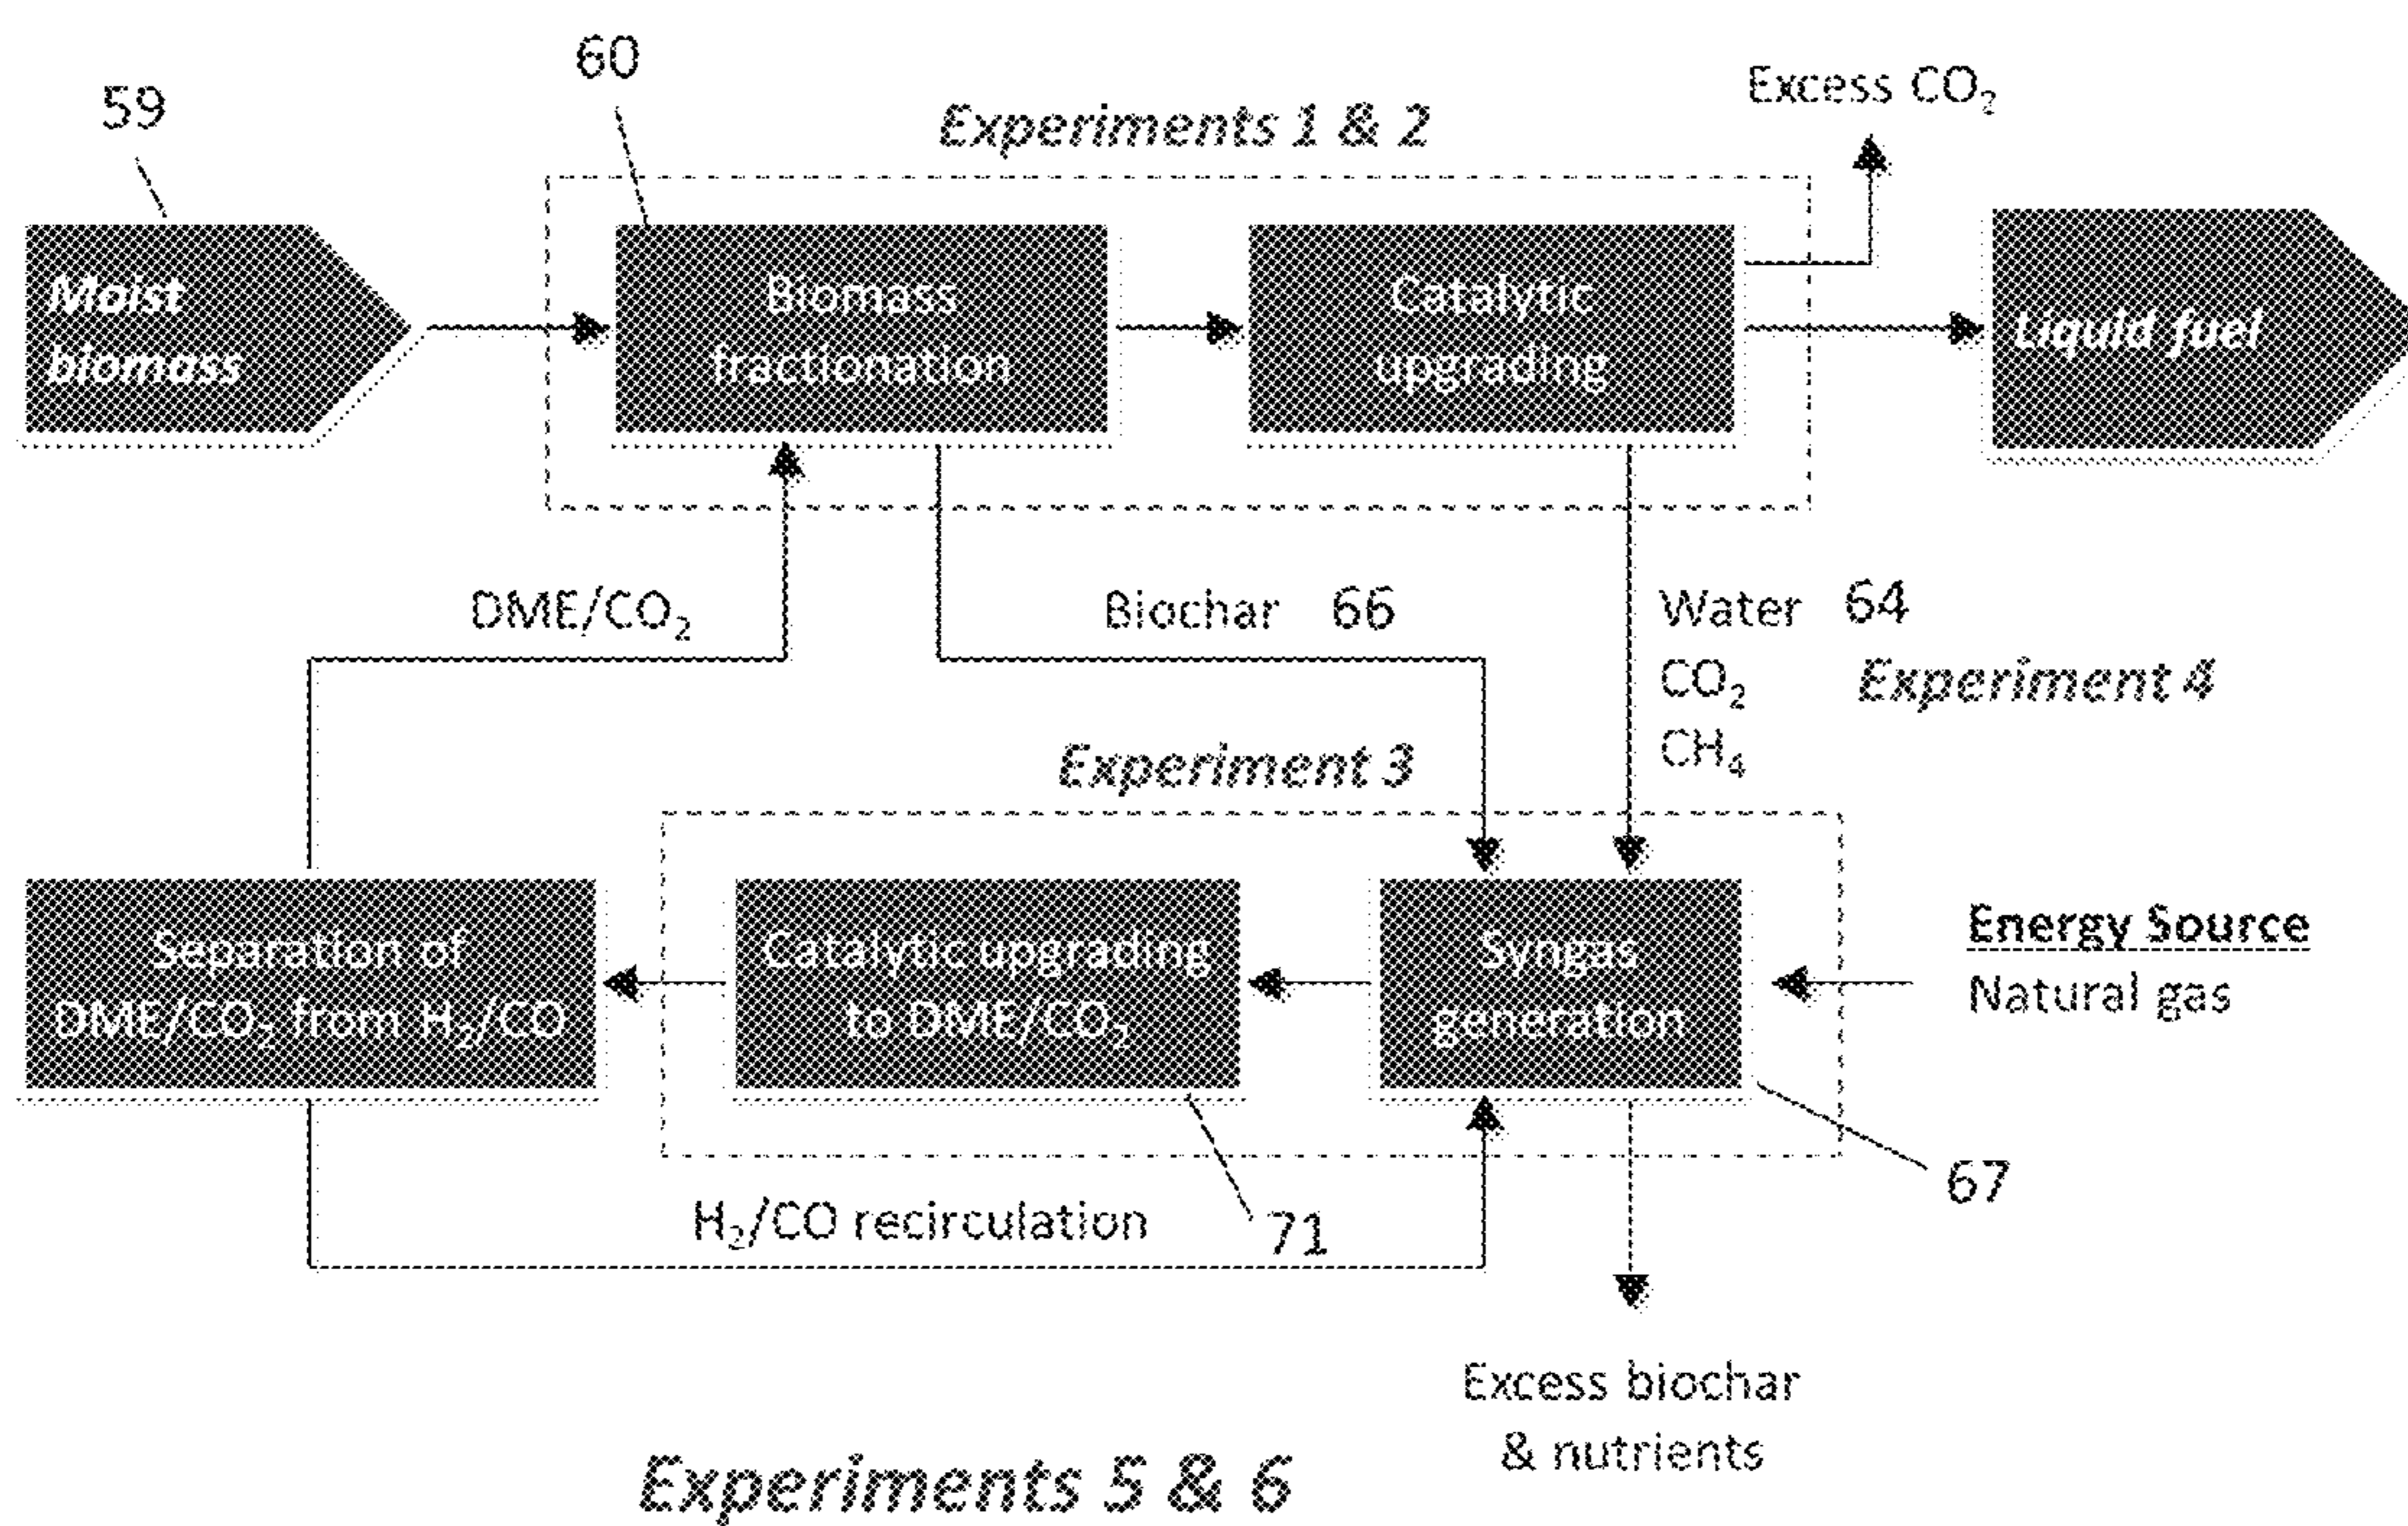 60
59
Excess CO₂
Experiments 1 & 2
Moist
biomass
Biomass
fractionation
Catalytic
upgrading
Liquid fuel
DME/CO₂
Biochar 66
Water 64
CO₂
CH₄
Experiment 4
Experiment 3
Separation of
DME/CO₂ from H₂/CO
Catalytic upgrading
to DME/CO₂
Syngas
generation
Energy Source
Natural gas
67
H₂/CO recirculation
71
Excess biochar
& nutrients
Experiments 5 & 6